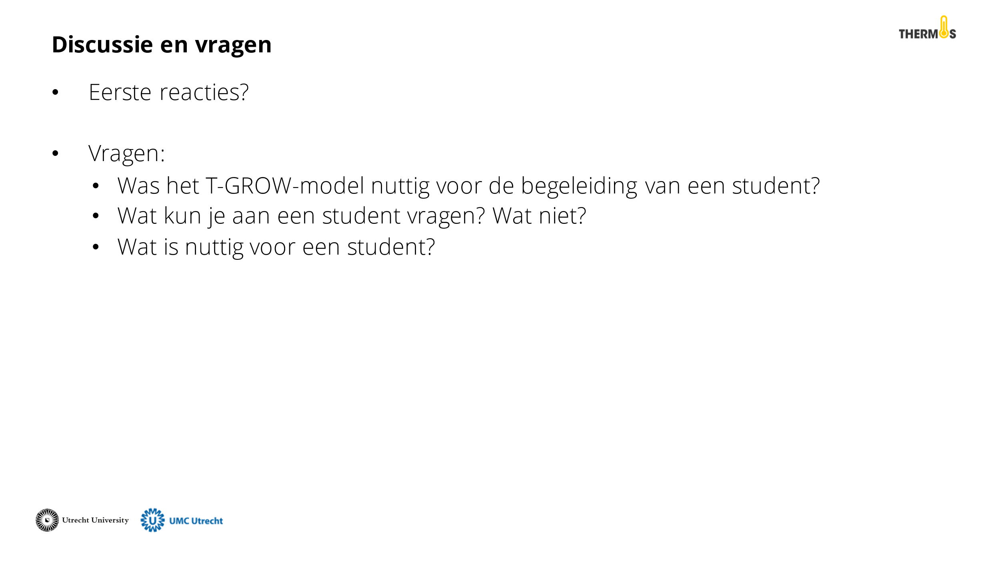 Discussie en vragen
THERMOS
• Eerste reacties?
• Vragen:
• Was het T-GROW-model nuttig voor de begeleiding van een student?
• Wat kun je aan een student vragen? Wat niet?
• Wat is nuttig voor een student?
Utrecht University
U UMC Utrecht